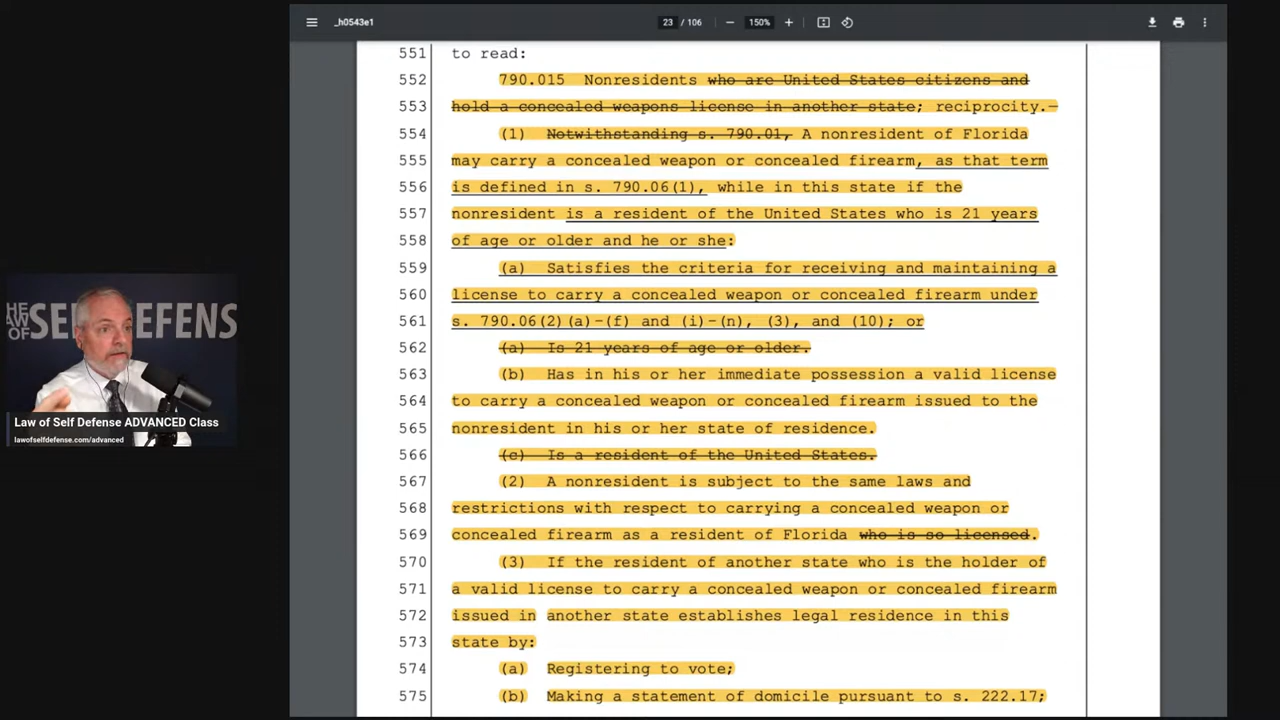 _h0543e1
23 / 106
150%
551 to read:
552 790.015 Nonresidents who are United States citizens and
553 hold a concealed weapons license in another state; reciprocity.—
554 (1) Notwithstanding s. 790.01, A nonresident of Florida
555 may carry a concealed weapon or concealed firearm, as that term
556 is defined in s. 790.06(1), while in this state if the
557 nonresident is a resident of the United States who is 21 years
558 of age or older and he or she:
559 (a) Satisfies the criteria for receiving and maintaining a
560 license to carry a concealed weapon or concealed firearm under
561 s. 790.06(2)(a)-(f) and (i)-(n), (3), and (10); or
562 (a) Is 21 years of age or older.
563 (b) Has in his or her immediate possession a valid license
564 to carry a concealed weapon or concealed firearm issued to the
565 nonresident in his or her state of residence.
566 (c) Is a resident of the United States.
567 (2) A nonresident is subject to the same laws and
568 restrictions with respect to carrying a concealed weapon or
569 concealed firearm as a resident of Florida who is so licensed.
570 (3) If the resident of another state who is the holder of
571 a valid license to carry a concealed weapon or concealed firearm
572 issued in another state establishes legal residence in this
573 state by:
574 (a) Registering to vote;
575 (b) Making a statement of domicile pursuant to s. 222.17;
HE
AW
OF
SE
EFENS
Law of Self Defense ADVANCED Class
lawofselfdefense.com/advanced